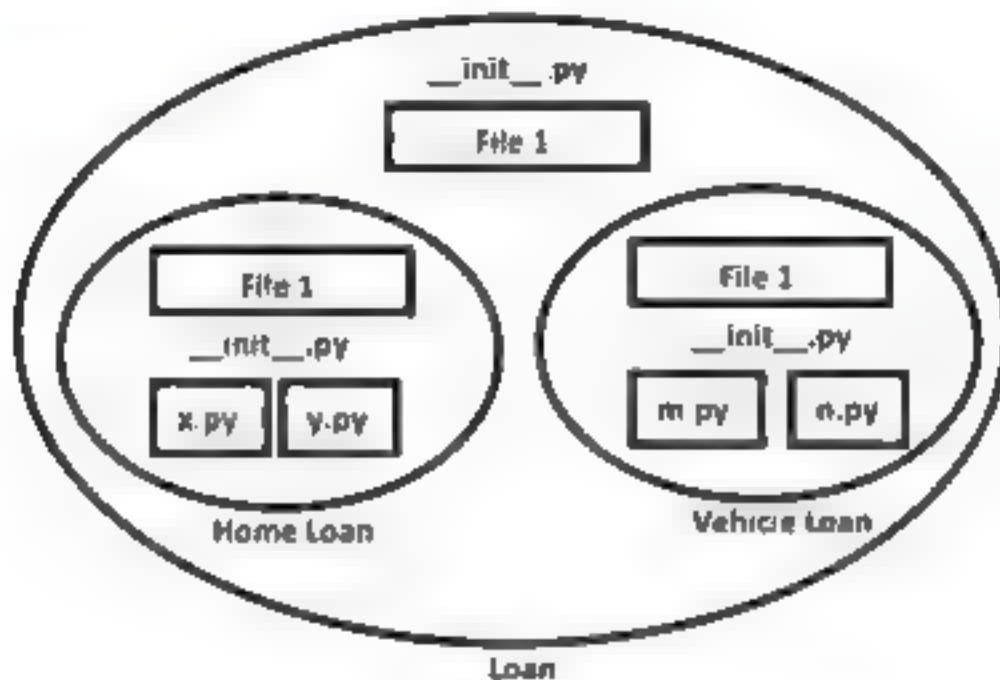 __init__.py
File 1
File 1
__init__.py
x.py
y.py
Home Loan
File 1
__init__.py
m.py
n.py
Vehicle Loan
Loan